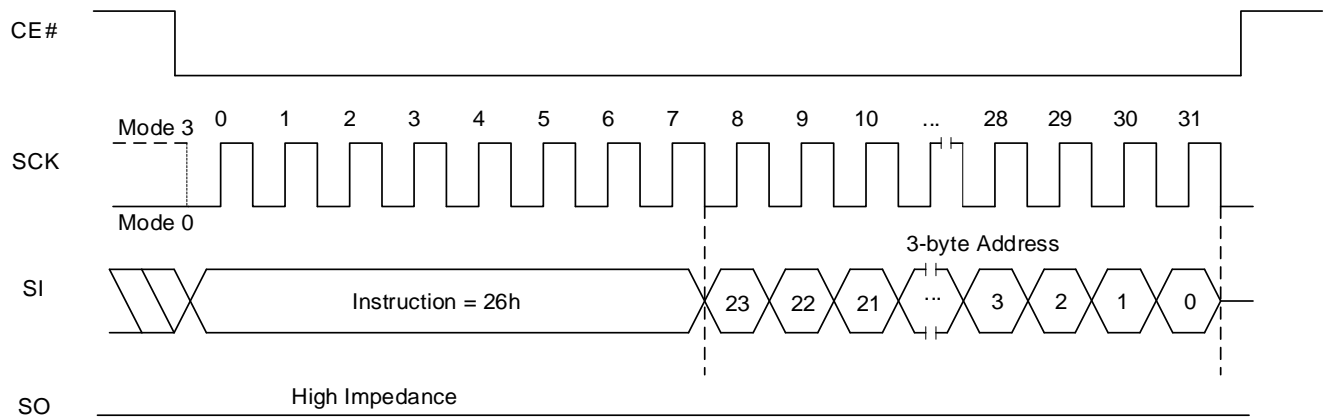 CE#
0 1 2 3 4 5 6 7 8 9 10 ... 28 29 30 31
Mode 3
SCK
Mode 0
3-byte Address
SI
Instruction = 26h 23 22 21 ... 3 2 1 0
High Impedance
SO